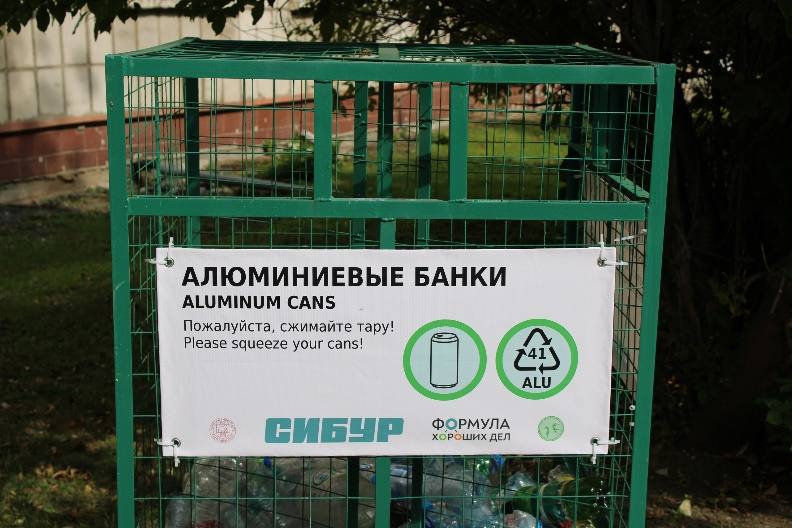 АЛЮМИНИЕВЫЕ БАНКИ
ALUMINUM CANS
Пожалуйста, сжимайте тару!
Please squeeze your cans!
41
ALU
СИБУР
ФОРМУЛА
ХОРОШИХ ДЕЛ